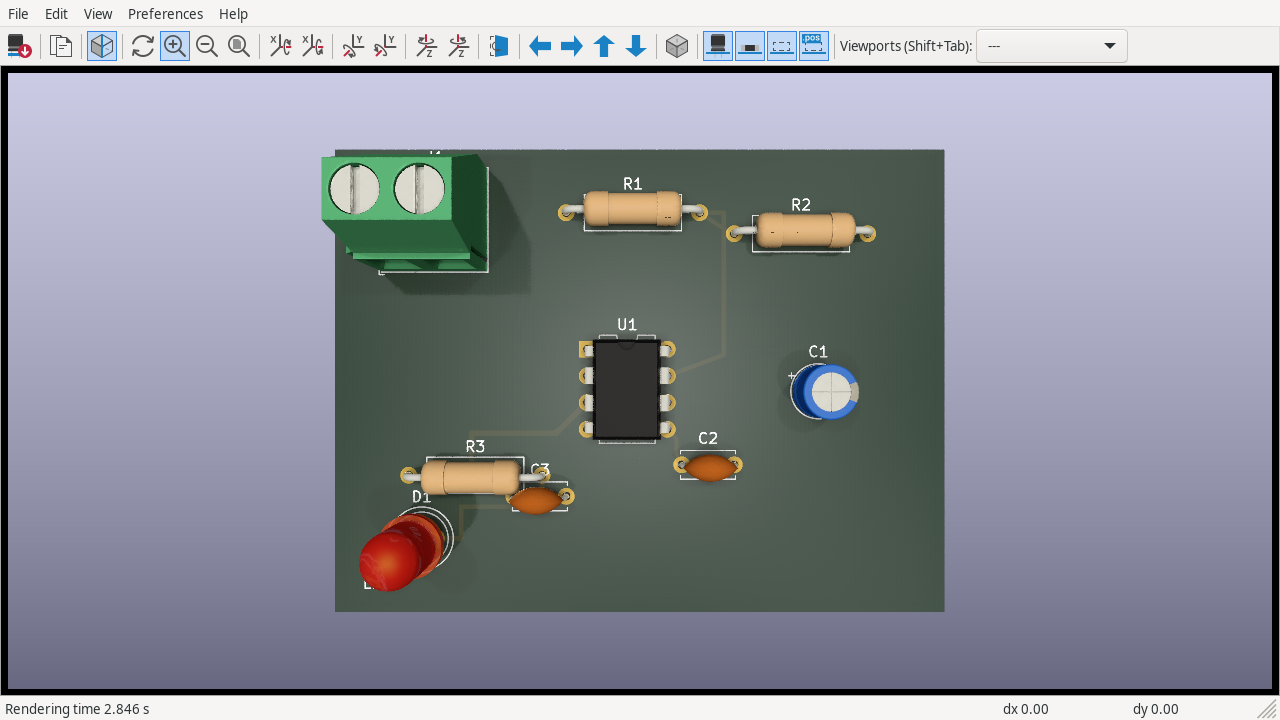 File Edit View Preferences Help
pos
Viewports (Shift+Tab): ---
R1
R2
U1
C1
+
C2
R3
C3
D1
Rendering time 2.846 s
dx 0.00
dy 0.00